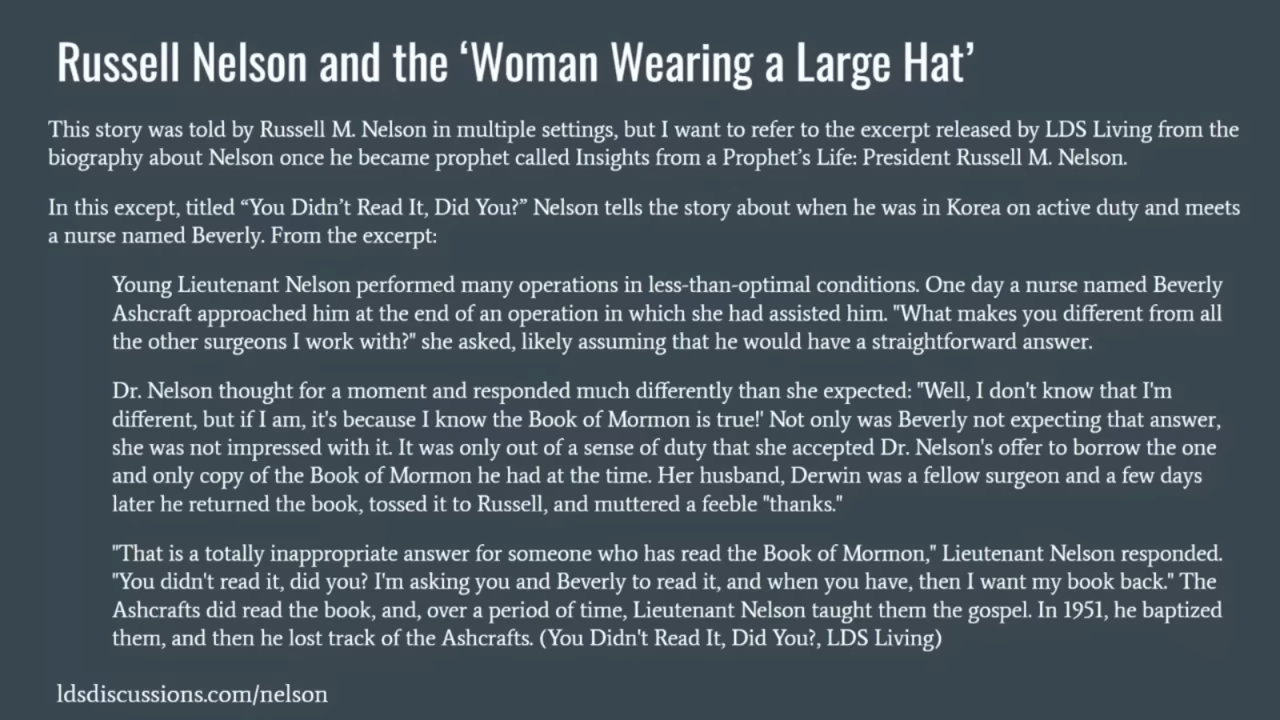 Russell Nelson and the ‘Woman Wearing a Large Hat’
This story was told by Russell M. Nelson in multiple settings, but I want to refer to the excerpt released by LDS Living from the
biography about Nelson once he became prophet called Insights from a Prophet’s Life: President Russell M. Nelson.
In this except, titled “You Didn’t Read It, Did You?” Nelson tells the story about when he was in Korea on active duty and meets
a nurse named Beverly. From the excerpt:
Young Lieutenant Nelson performed many operations in less-than-optimal conditions. One day a nurse named Beverly
Ashcraft approached him at the end of an operation in which she had assisted him. "What makes you different from all
the other surgeons I work with?" she asked, likely assuming that he would have a straightforward answer.
Dr. Nelson thought for a moment and responded much differently than she expected: "Well, I don't know that I'm
different, but if I am, it's because I know the Book of Mormon is true!' Not only was Beverly not expecting that answer,
she was not impressed with it. It was only out of a sense of duty that she accepted Dr. Nelson's offer to borrow the one
and only copy of the Book of Mormon he had at the time. Her husband, Derwin was a fellow surgeon and a few days
later he returned the book, tossed it to Russell, and muttered a feeble "thanks."
"That is a totally inappropriate answer for someone who has read the Book of Mormon," Lieutenant Nelson responded.
"You didn't read it, did you? I'm asking you and Beverly to read it, and when you have, then I want my book back." The
Ashcrafts did read the book, and, over a period of time, Lieutenant Nelson taught them the gospel. In 1951, he baptized
them, and then he lost track of the Ashcrafts. (You Didn't Read It, Did You?, LDS Living)
ldsdiscussions.com/nelson